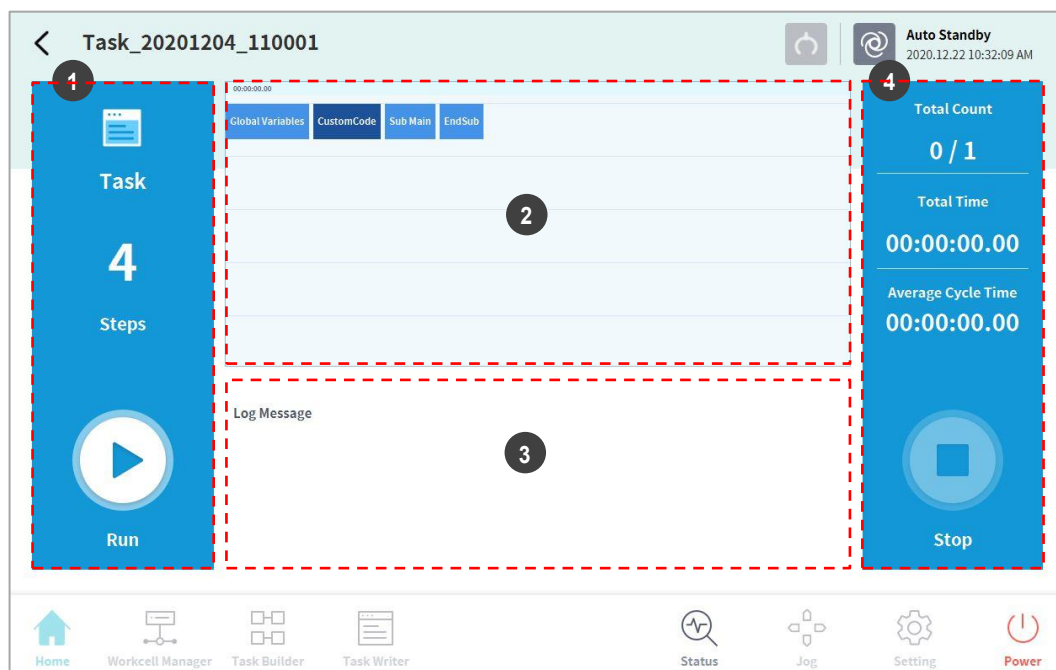 Task_20201204_110001
Auto Standby
2020.12.22 10:32:09 AM
1
Task
4
Steps
Run
00:00:00.00
Global Variables
CustomCode
Sub Main
EndSub
2
Log Message
3
4
Total Count
0 / 1
Total Time
00:00:00.00
Average Cycle Time
00:00:00.00
Stop
Home
Workcell Manager
Task Builder
Task Writer
Status
Jog
Setting
Power